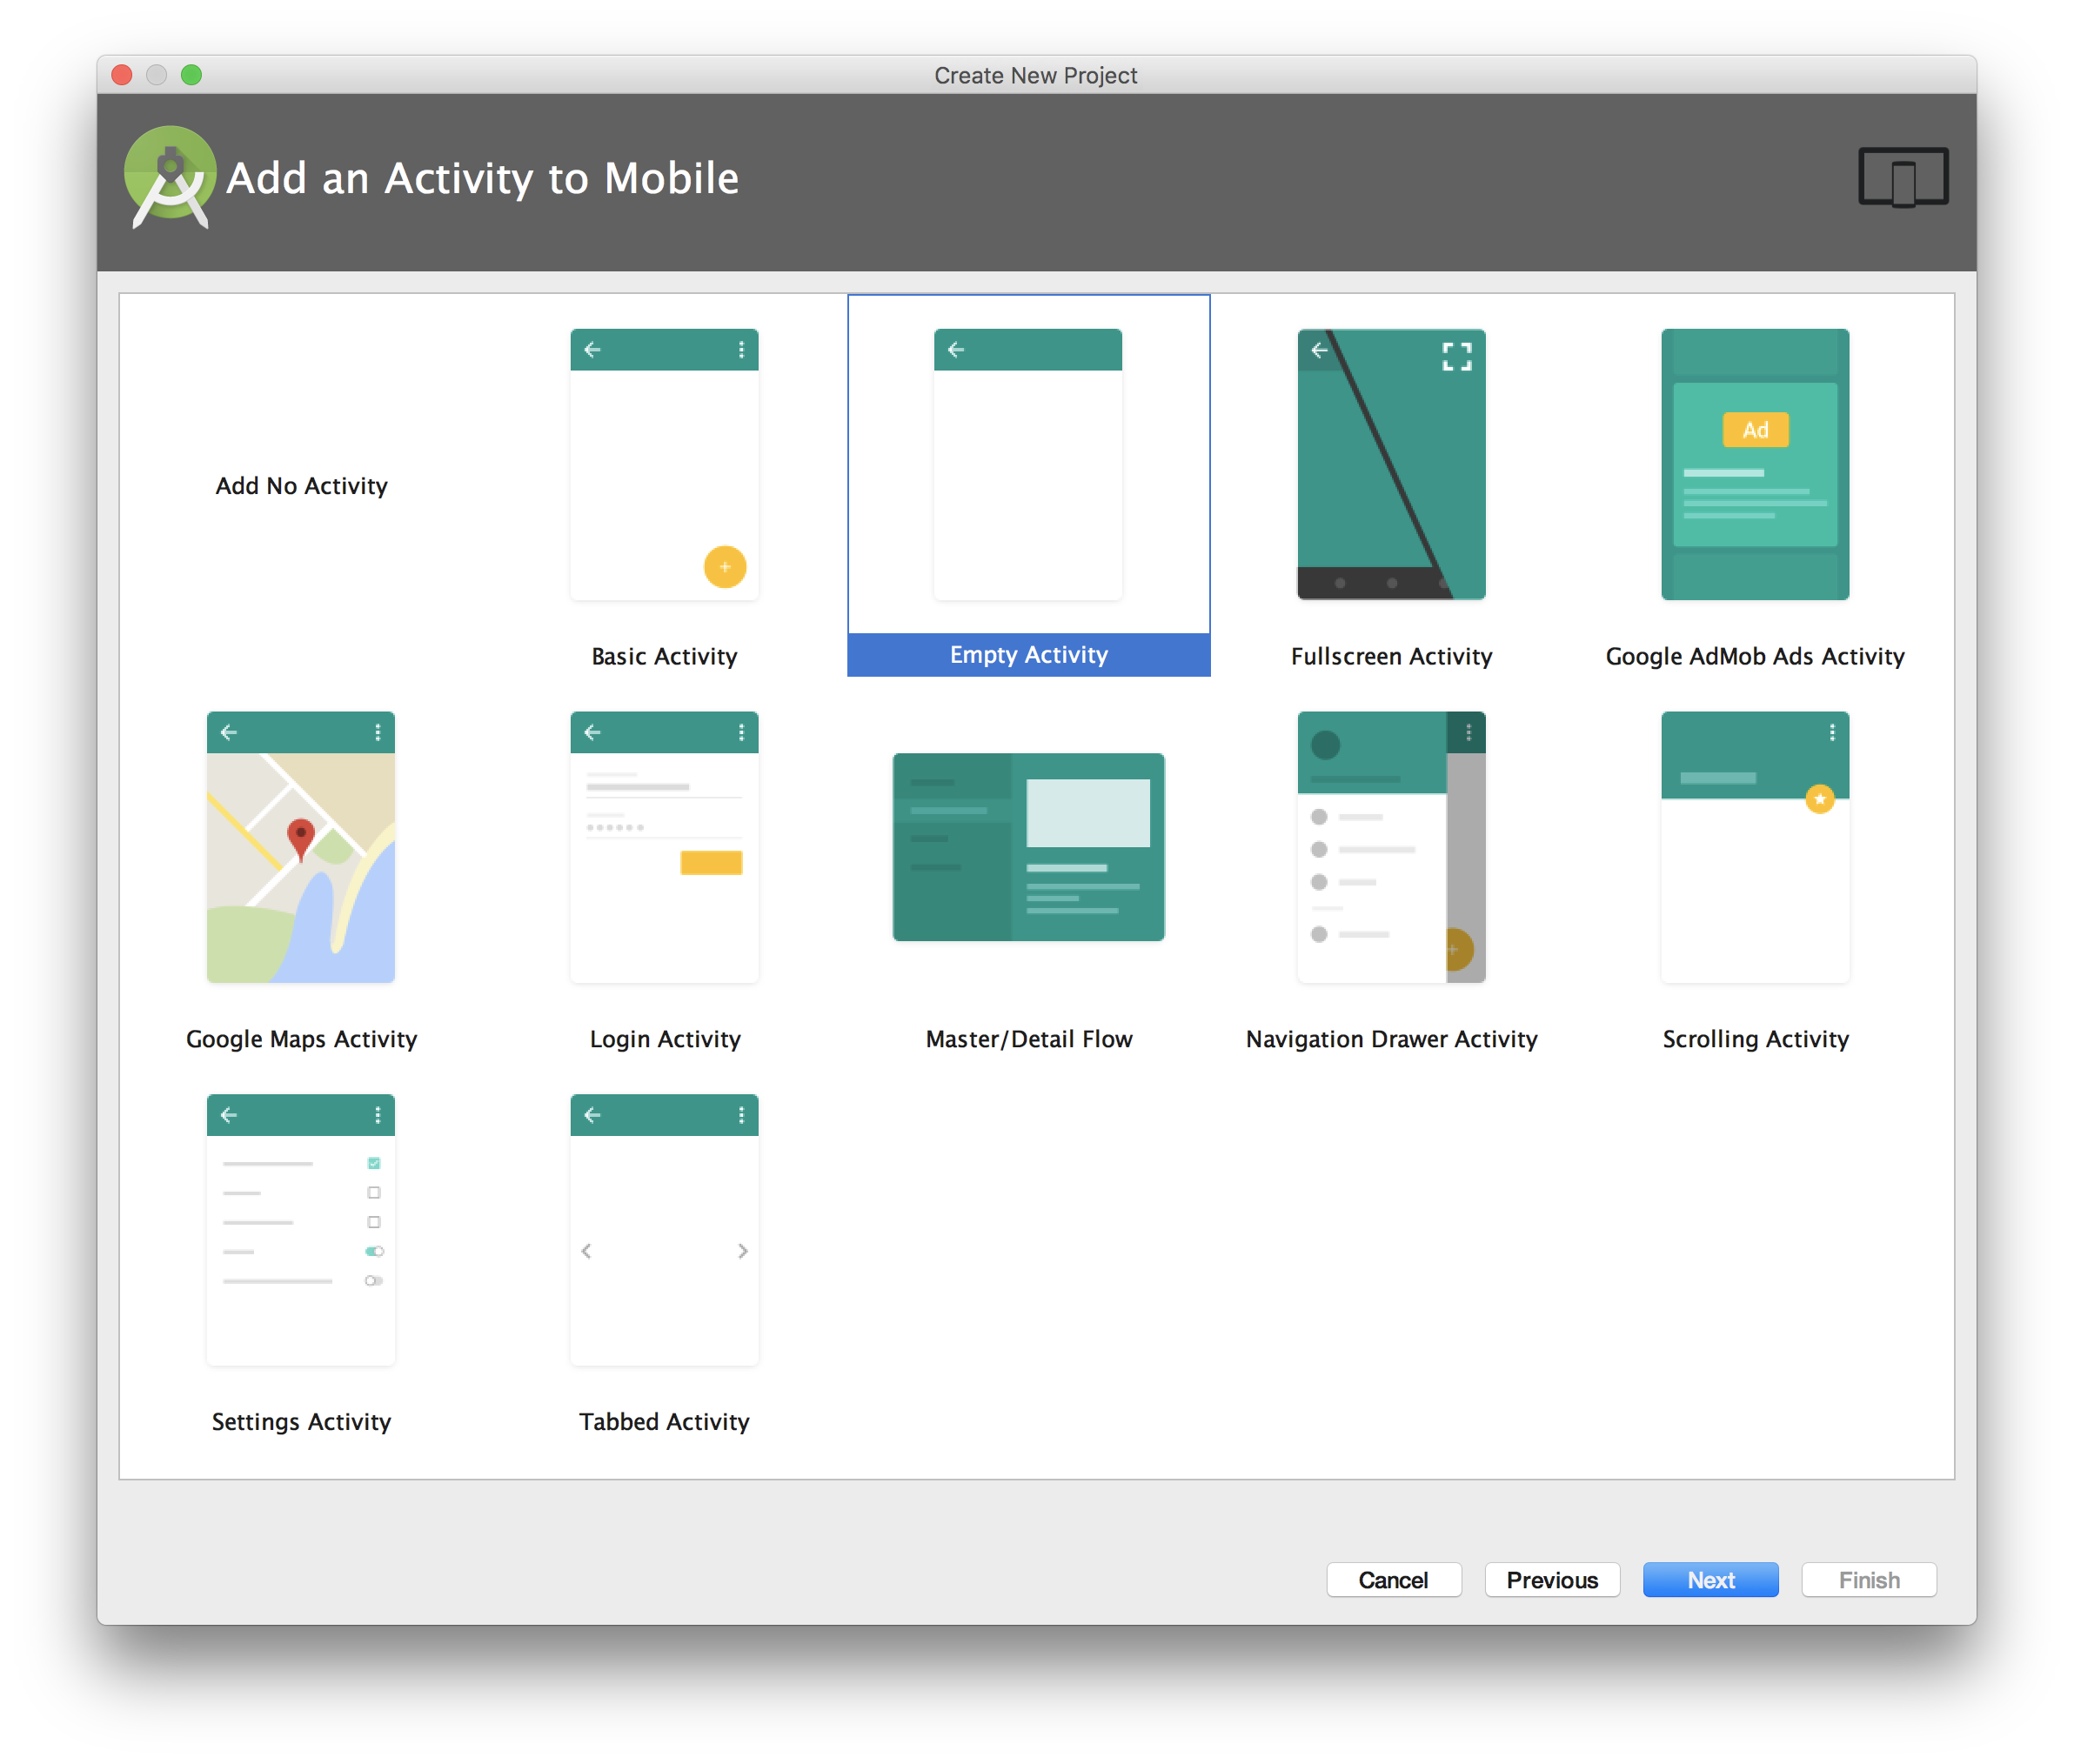 Create New Project
Add an Activity to Mobile
Add No Activity
Ad
Basic Activity
Empty Activity
Fullscreen Activity
Google AdMob Ads Activity
Google Maps Activity
Login Activity
Master/Detail Flow
Navigation Drawer Activity
Scrolling Activity
Settings Activity
Tabbed Activity
Cancel
Previous
Next
Finish